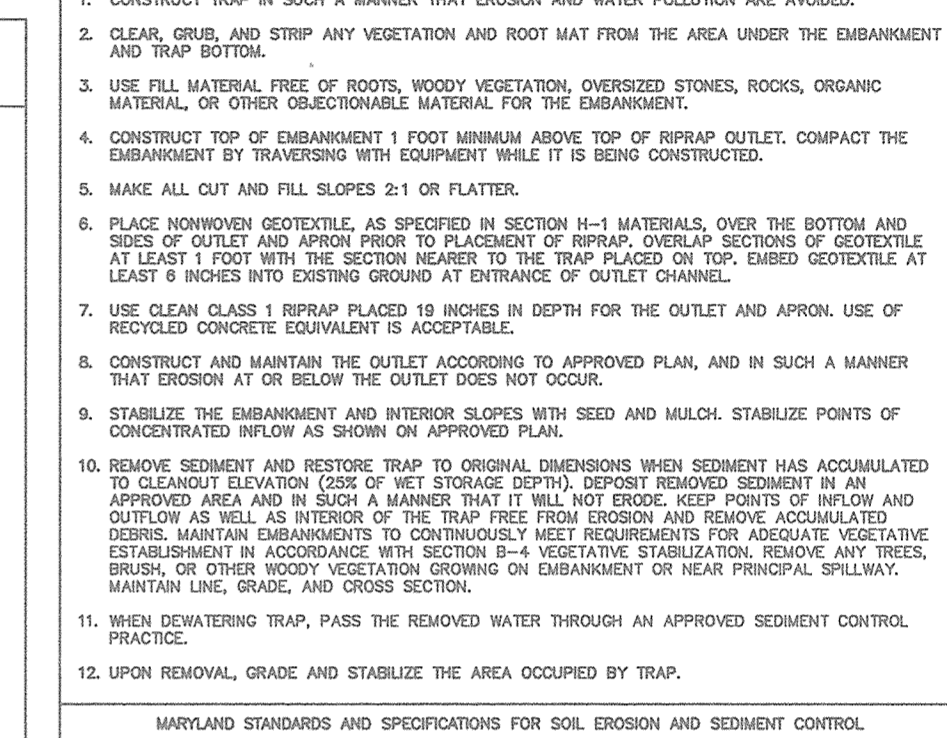 1. CONSTRUCT TRAP IN SUCH A MANNER THAT EROSION AND WATER POLLUTION ARE AVOIDED.
2. CLEAR, GRUB, AND STRIP ANY VEGETATION AND ROOT MAT FROM THE AREA UNDER THE EMBANKMENT
AND TRAP BOTTOM.
3. USE FILL MATERIAL FREE OF ROOTS, WOODY VEGETATION, OVERSIZED STONES, ROCKS, ORGANIC
MATERIAL, OR OTHER OBJECTIONABLE MATERIAL FOR THE EMBANKMENT.
4. CONSTRUCT TOP OF EMBANKMENT 1 FOOT MINIMUM ABOVE TOP OF RIPRAP OUTLET. COMPACT THE
EMBANKMENT BY TRAVERSING WITH EQUIPMENT WHILE IT IS BEING CONSTRUCTED.
5. MAKE ALL CUT AND FILL SLOPES 2:1 OR FLATTER.
6. PLACE NONWOVEN GEOTEXTILE, AS SPECIFIED IN SECTION H-1 MATERIALS, OVER THE BOTTOM AND
SIDES OF OUTLET AND APRON PRIOR TO PLACEMENT OF RIPRAP. OVERLAP SECTIONS OF GEOTEXTILE
AT LEAST 1 FOOT WITH THE SECTION NEARER TO THE TRAP PLACED ON TOP. EMBED GEOTEXTILE AT
LEAST 6 INCHES INTO EXISTING GROUND AT ENTRANCE OF OUTLET CHANNEL.
7. USE CLEAN CLASS 1 RIPRAP PLACED 19 INCHES IN DEPTH FOR THE OUTLET AND APRON. USE OF
RECYCLED CONCRETE EQUIVALENT IS ACCEPTABLE.
8. CONSTRUCT AND MAINTAIN THE OUTLET ACCORDING TO APPROVED PLAN, AND IN SUCH A MANNER
THAT EROSION AT OR BELOW THE OUTLET DOES NOT OCCUR.
9. STABILIZE THE EMBANKMENT AND INTERIOR SLOPES WITH SEED AND MULCH. STABILIZE POINTS OF
CONCENTRATED INFLOW AS SHOWN ON APPROVED PLAN.
10. REMOVE SEDIMENT AND RESTORE TRAP TO ORIGINAL DIMENSIONS WHEN SEDIMENT HAS ACCUMULATED
TO CLEANOUT ELEVATION (25% OF WET STORAGE DEPTH). DEPOSIT REMOVED SEDIMENT IN AN
APPROVED AREA AND IN SUCH A MANNER THAT IT WILL NOT ERODE. KEEP POINTS OF INFLOW AND
OUTFLOW AS WELL AS INTERIOR OF THE TRAP FREE FROM EROSION AND REMOVE ACCUMULATED
DEBRIS. MAINTAIN EMBANKMENTS TO CONTINUOUSLY MEET REQUIREMENTS FOR ADEQUATE VEGETATIVE
ESTABLISHMENT IN ACCORDANCE WITH SECTION B-4 VEGETATIVE STABILIZATION. REMOVE ANY TREES,
BRUSH, OR OTHER WOODY VEGETATION GROWING ON EMBANKMENT OR NEAR PRINCIPAL SPILLWAY.
MAINTAIN LINE, GRADE, AND CROSS SECTION.
11. WHEN DEWATERING TRAP, PASS THE REMOVED WATER THROUGH AN APPROVED SEDIMENT CONTROL
PRACTICE.
12. UPON REMOVAL, GRADE AND STABILIZE THE AREA OCCUPIED BY TRAP.
MARYLAND STANDARDS AND SPECIFICATIONS FOR SOIL EROSION AND SEDIMENT CONTROL